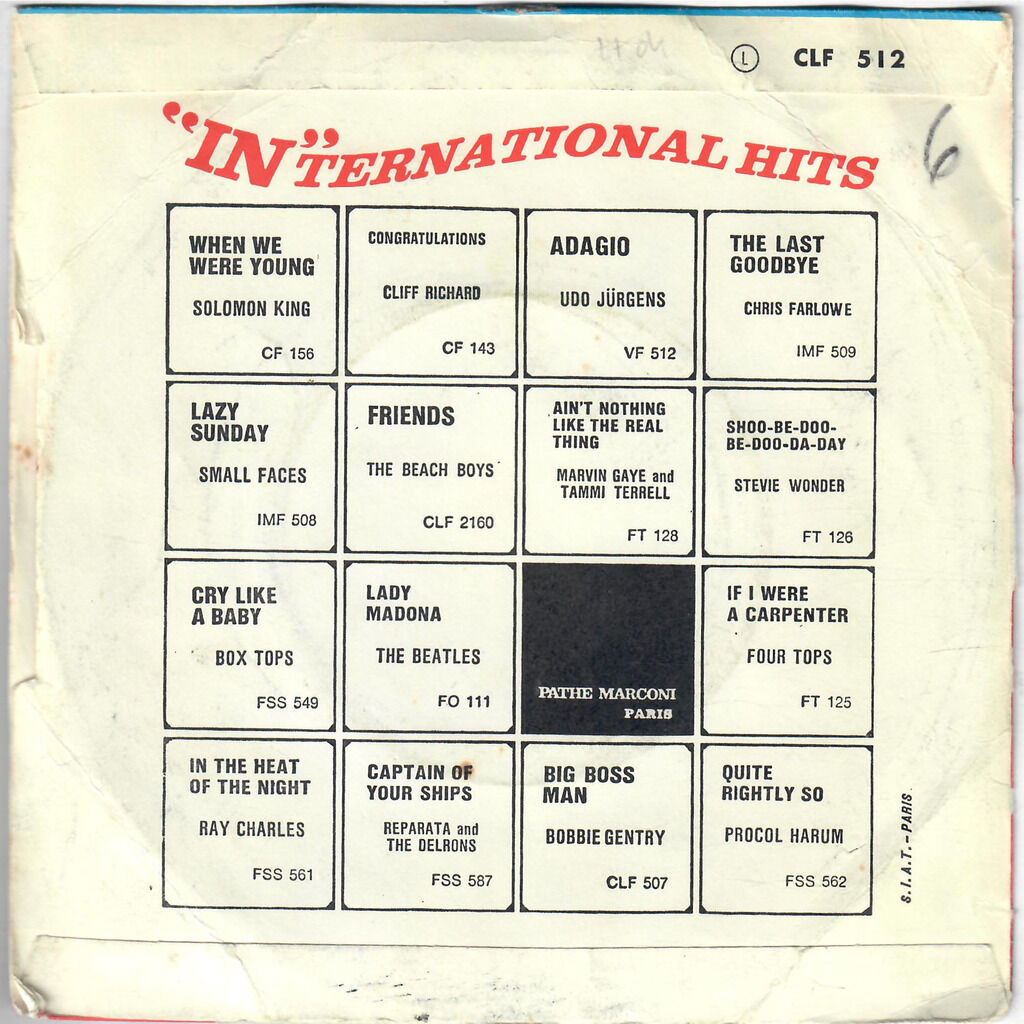 Ⓛ CLF 512
“IN”TERNATIONAL HITS
6
WHEN WE
WERE YOUNG
SOLOMON KING
CF 156
CONGRATULATIONS
CLIFF RICHARD
CF 143
ADAGIO
UDO JÜRGENS
VF 512
THE LAST
GOODBYE
CHRIS FARLOWE
IMF 509
LAZY
SUNDAY
SMALL FACES
IMF 508
FRIENDS
THE BEACH BOYS
CLF 2160
AIN'T NOTHING
LIKE THE REAL
THING
MARVIN GAYE and
TAMMI TERRELL
FT 128
SHOO-BE-DOO-
BE-DOO-DA-DAY
STEVIE WONDER
FT 126
CRY LIKE
A BABY
BOX TOPS
FSS 549
LADY
MADONA
THE BEATLES
FO 111
PATHE MARCONI
PARIS
IF I WERE
A CARPENTER
FOUR TOPS
FT 125
IN THE HEAT
OF THE NIGHT
RAY CHARLES
FSS 561
CAPTAIN OF
YOUR SHIPS
REPARATA and
THE DELRONS
FSS 587
BIG BOSS
MAN
BOBBIE GENTRY
CLF 507
QUITE
RIGHTLY SO
PROCOL HARUM
FSS 562
S.I.A.T. - PARIS